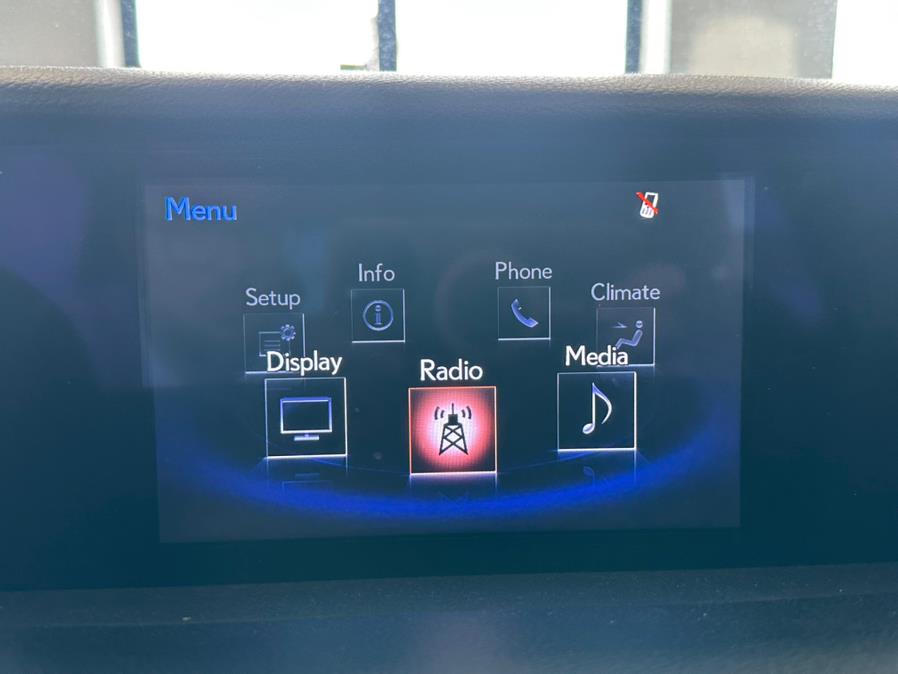 Menu
Info
Phone
Setup
Climate
Display
Radio
Media